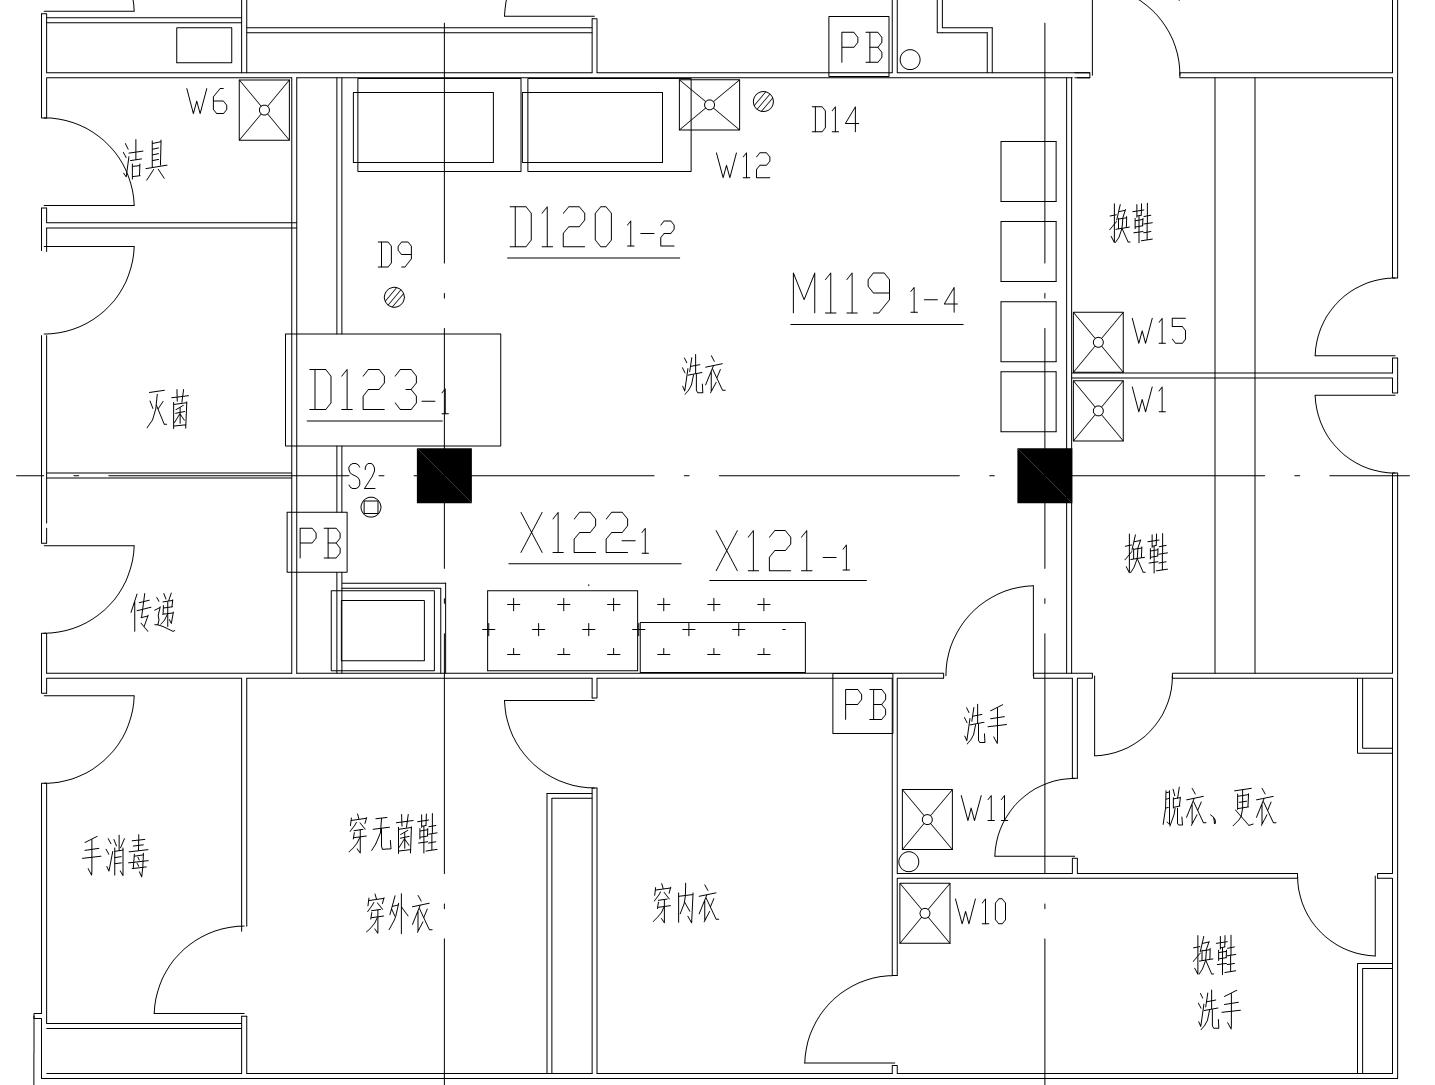 PB
W6
D14
洁具
W12
换鞋
D120 1-2
D9
M119 1-4
W15
洗衣
D123-1
W1
灭菌
S2
X122-1
X121-1
PB
换鞋
传递
PB
洗手
脱衣、更衣
W11
穿无菌鞋
手消毒
穿内衣
穿外衣
W10
换鞋
洗手